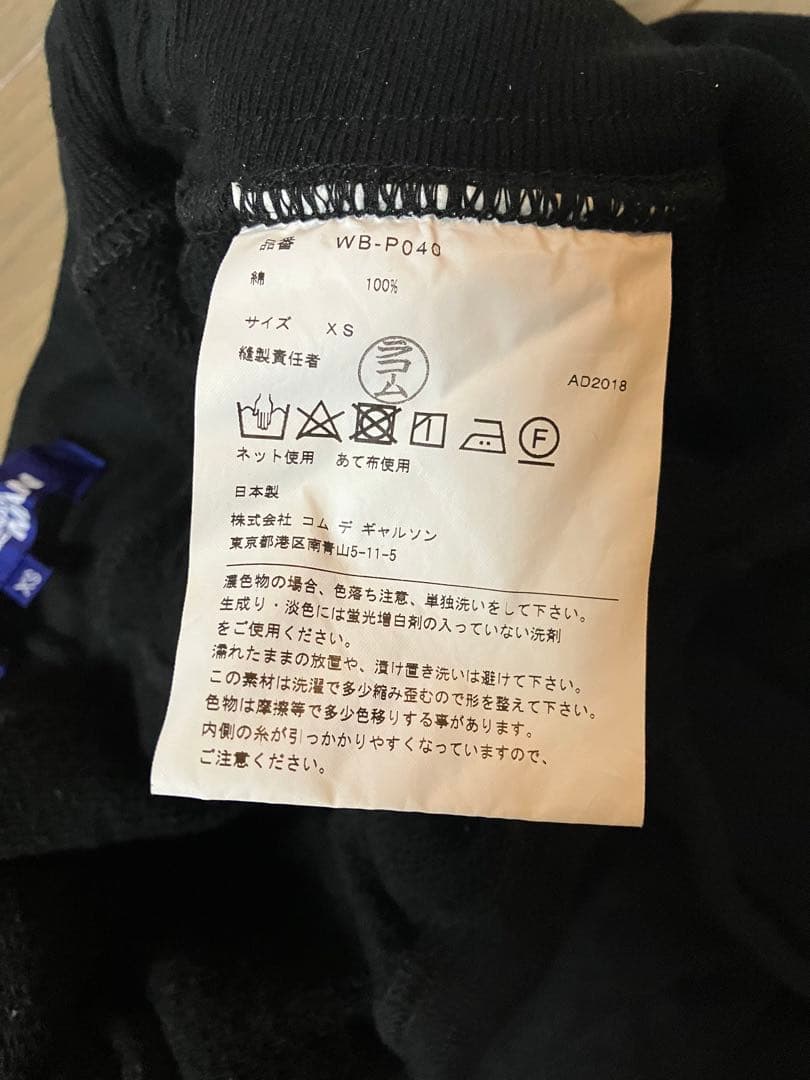 品番 WB-P040
綿 100%
サイズ XS
縫製責任者 ラコム
AD2018
F
ネット使用 あて布使用
日本製
株式会社 コム デ ギャルソン
東京都港区南青山5-11-5
濃色物の場合、色落ち注意、単独洗いをして下さい。
生成り・淡色には蛍光増白剤の入っていない洗剤
をご使用ください。
濡れたままの放置や、漬け置き洗いは避けて下さい。
この素材は洗濯で多少縮み歪むので形を整えて下さい。
色物は摩擦等で多少色移りする事があります。
内側の糸が引っかかりやすくなっていますので、
ご注意ください。
XS